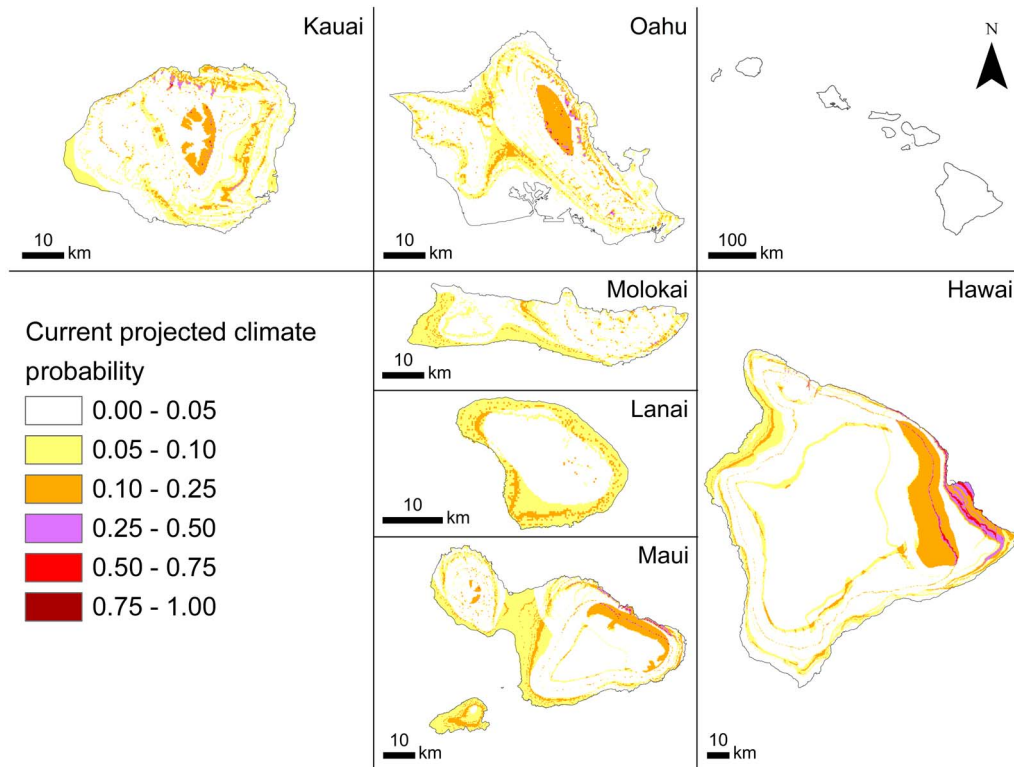 Kauai
10
km
Oahu
10
km
N
100
km
Current projected climate
probability
0.00 - 0.05
0.05 - 0.10
0.10 - 0.25
0.25 - 0.50
0.50 - 0.75
0.75 - 1.00
Molokai
10
km
Lanai
10
km
Maui
10
km
Hawai
10
km